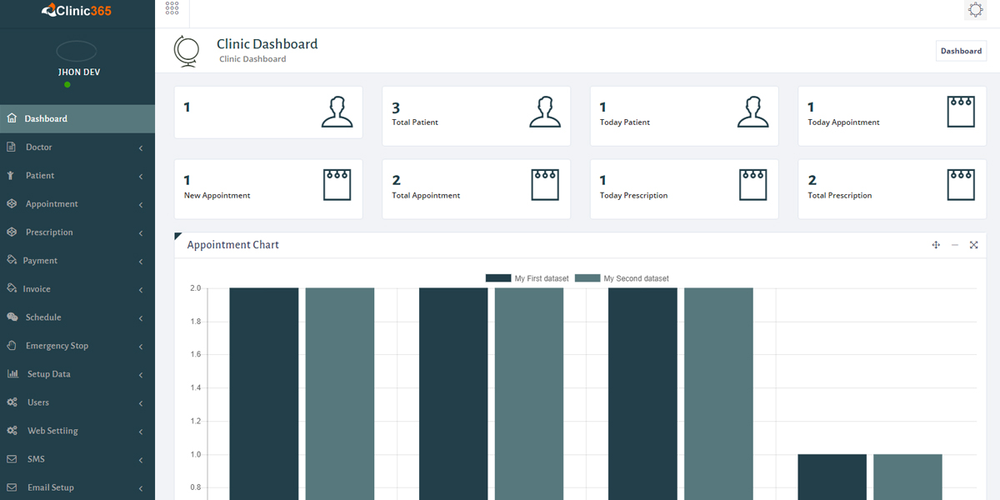 Clinic365
JHON DEV
Dashboard
Doctor
Patient
Appointment
Prescription
Payment
Invoice
Schedule
Emergency Stop
Setup Data
Users
Web Settiing
SMS
Email Setup
Clinic Dashboard
Clinic Dashboard
Dashboard
1
3
Total Patient
1
Today Patient
1
Today Appointment
1
New Appointment
2
Total Appointment
1
Today Prescription
2
Total Prescription
Appointment Chart
My First dataset
My Second dataset
2.0
1.8
1.6
1.4
1.2
1.0
0.8